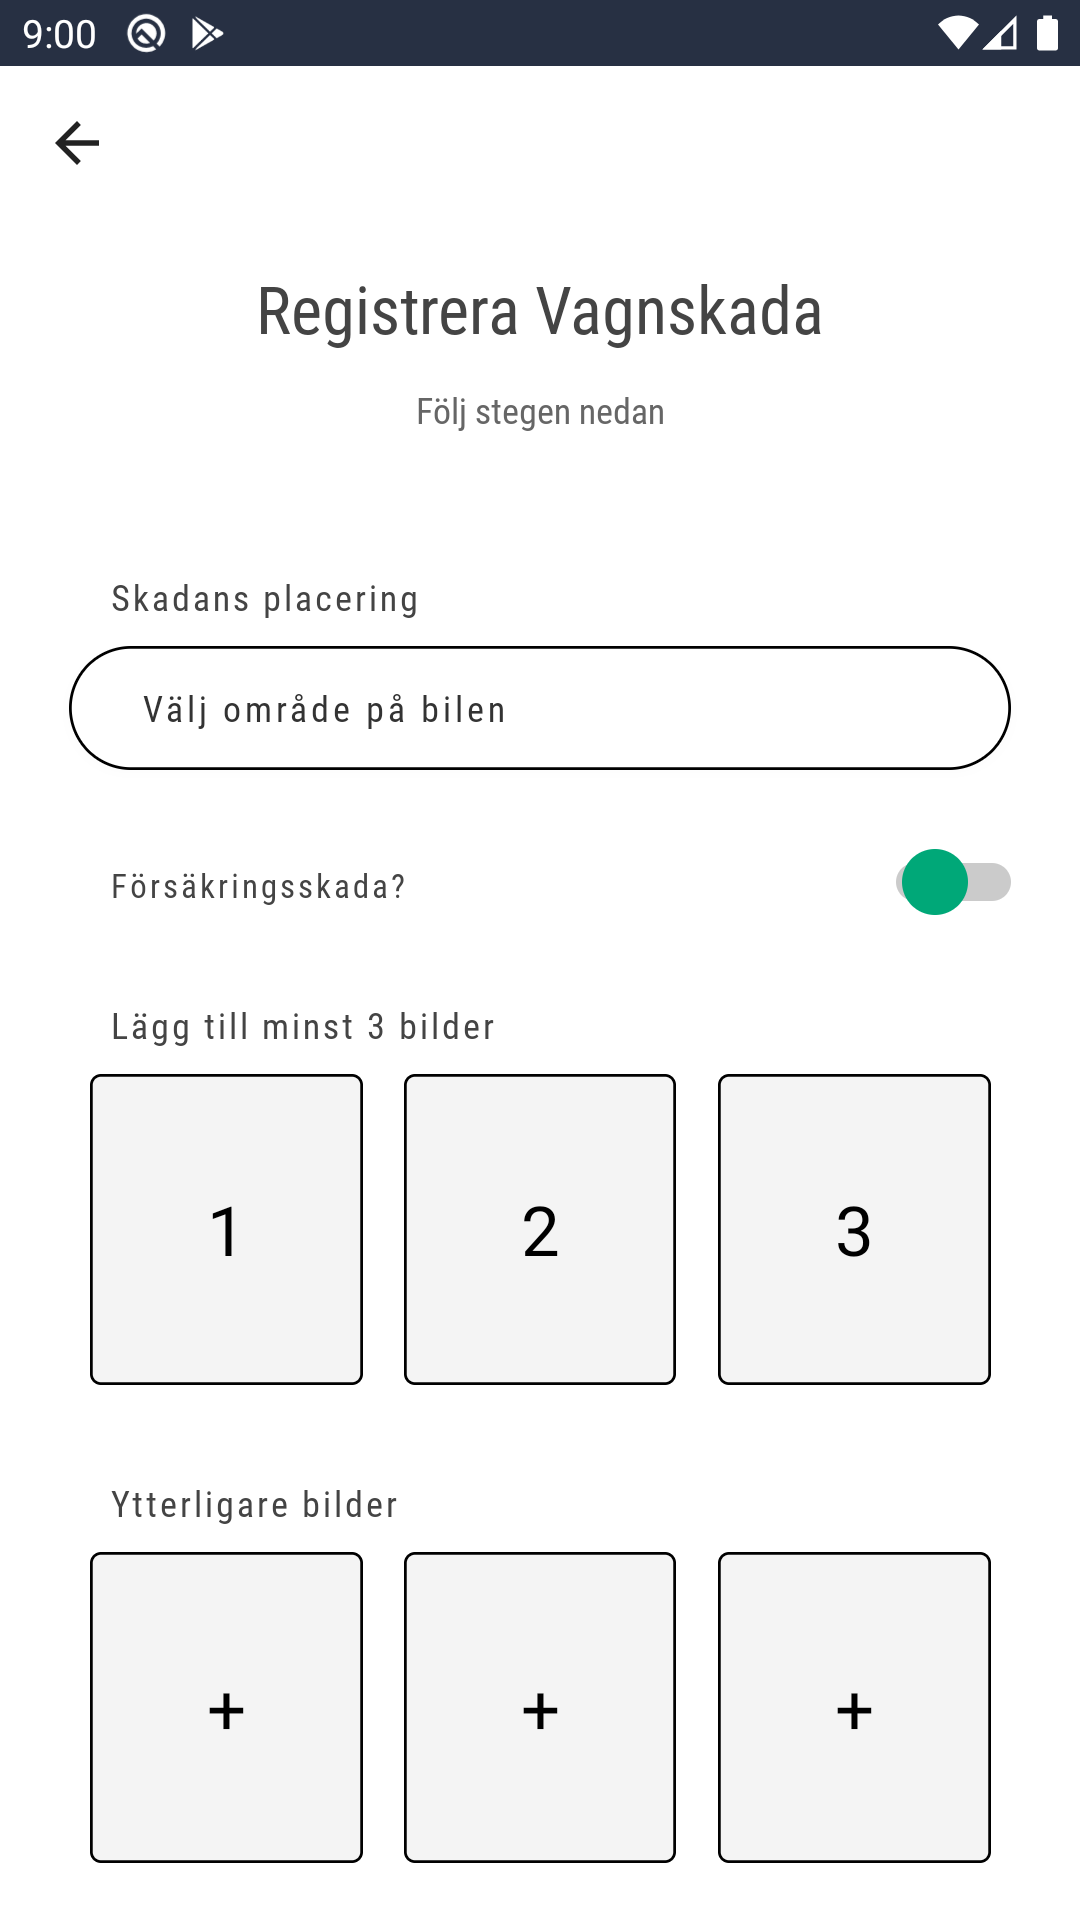 9:00
Registrera Vagnskada
Följ stegen nedan
Skadans placering
Välj område på bilen
Försäkringsskada?
Lägg till minst 3 bilder
1 2 3
Ytterligare bilder
+ + +